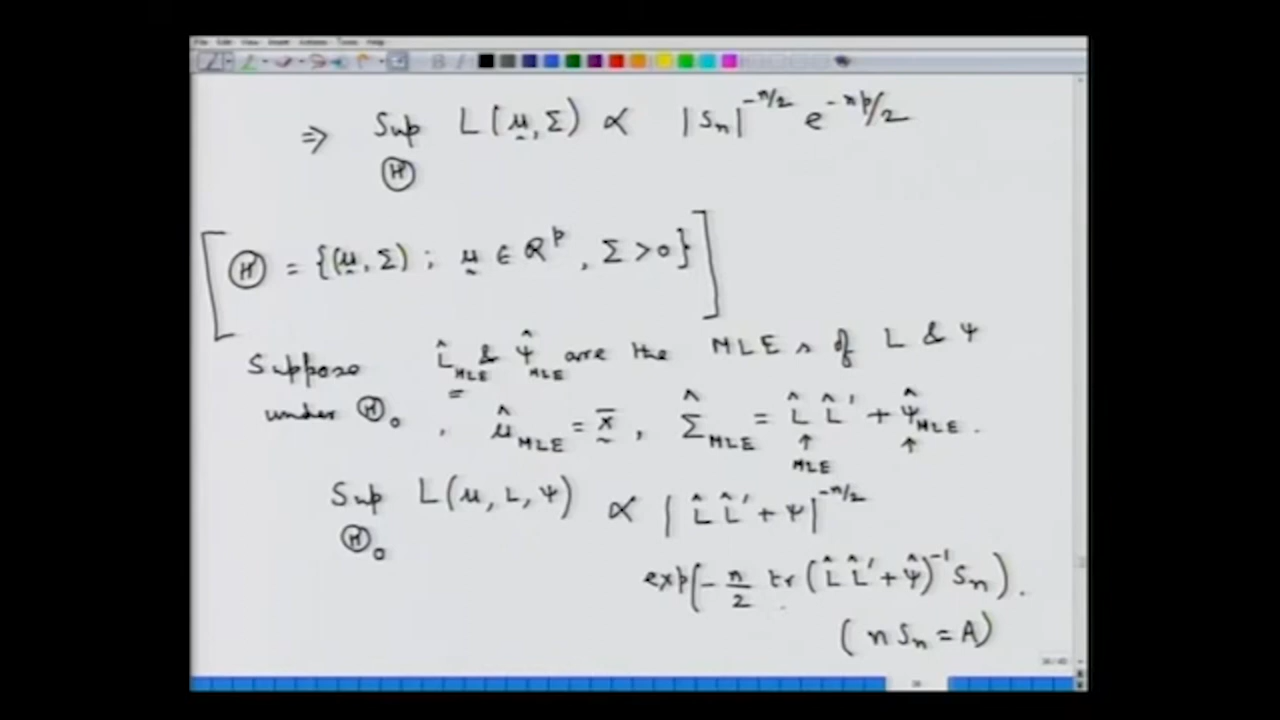 ⇒ Sup L(μ, Σ) ∝ |Sn|^{-n/2} e^{-np/2}
Ⓗ
[Ⓗ = {(μ, Σ) ; μ ∈ R^p, Σ > 0}]
Suppose L̂_MLE & Ψ̂_MLE are the MLE s of L & Ψ
under Ⓗ₀, μ̂_MLE = x̄, Σ̂_MLE = L̂ L̂' + Ψ̂_MLE.
↑ ↑
MLE
Sup L(μ, L, Ψ) ∝ |L̂ L̂' + Ψ|^{-n/2}
Ⓗ₀
exp(-n/2 tr(L̂ L̂' + Ψ̂)^{-1} Sn).
(n Sn = A)